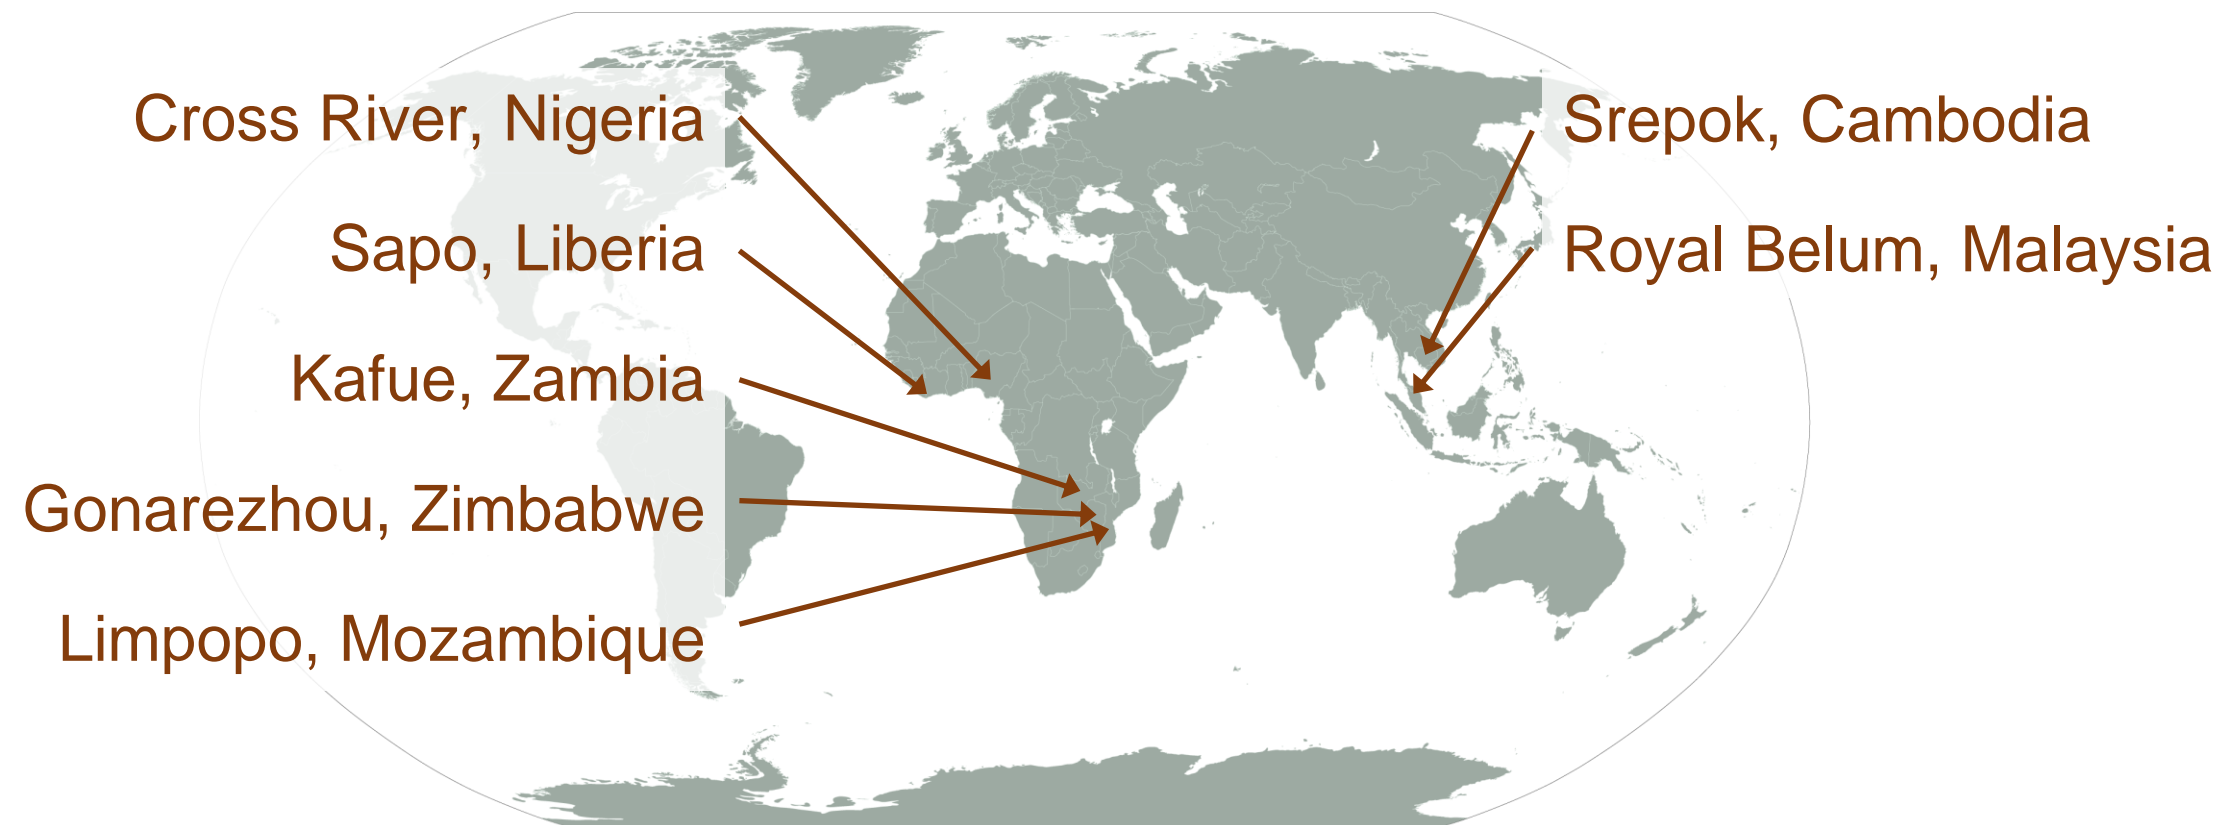 Cross River, Nigeria
Sapo, Liberia
Kafue, Zambia
Gonarezhou, Zimbabwe
Limpopo, Mozambique
Srepok, Cambodia
Royal Belum, Malaysia